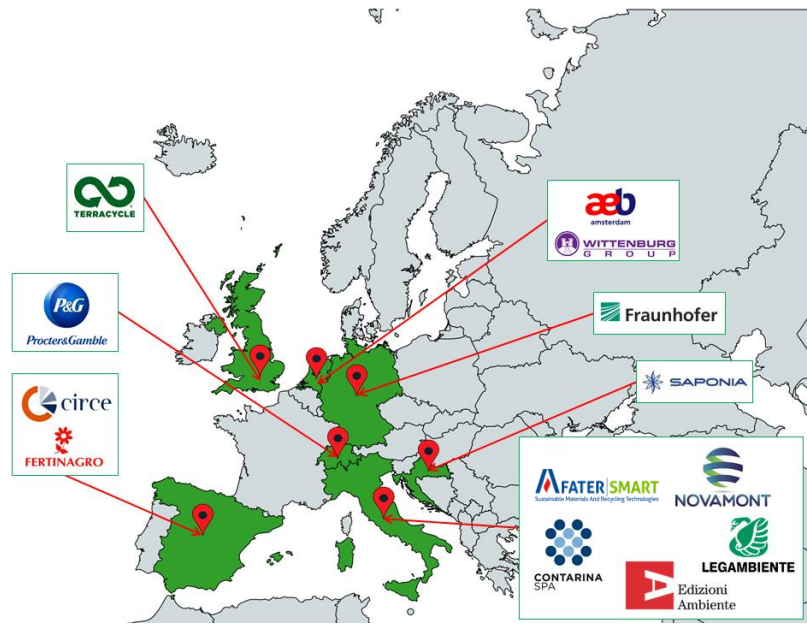 TERRACYCLE
aeb
amsterdam
WITTENBURG
GROUP
P&G
Procter&Gamble
Fraunhofer
SAPONIA
circe
FERTINAGRO
FATER|SMART
Sustainable Materials And Recycling Technologies
NOVAMONT
CONTARINA
SPA
LEGAMBIENTE
Edizioni
Ambiente